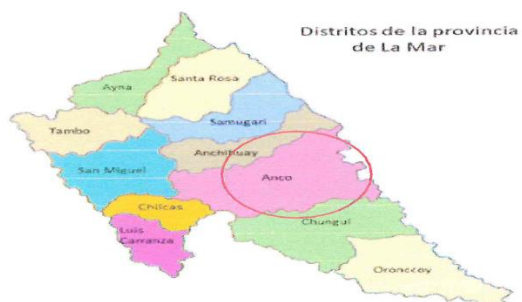 Distritos de la provincia
de La Mar
Ayna
Santa Rosa
Tambo
Samugari
Anchihuay
San Miguel
Anco
Chilcas
Chungui
Luis
Carranza
Oronccoy